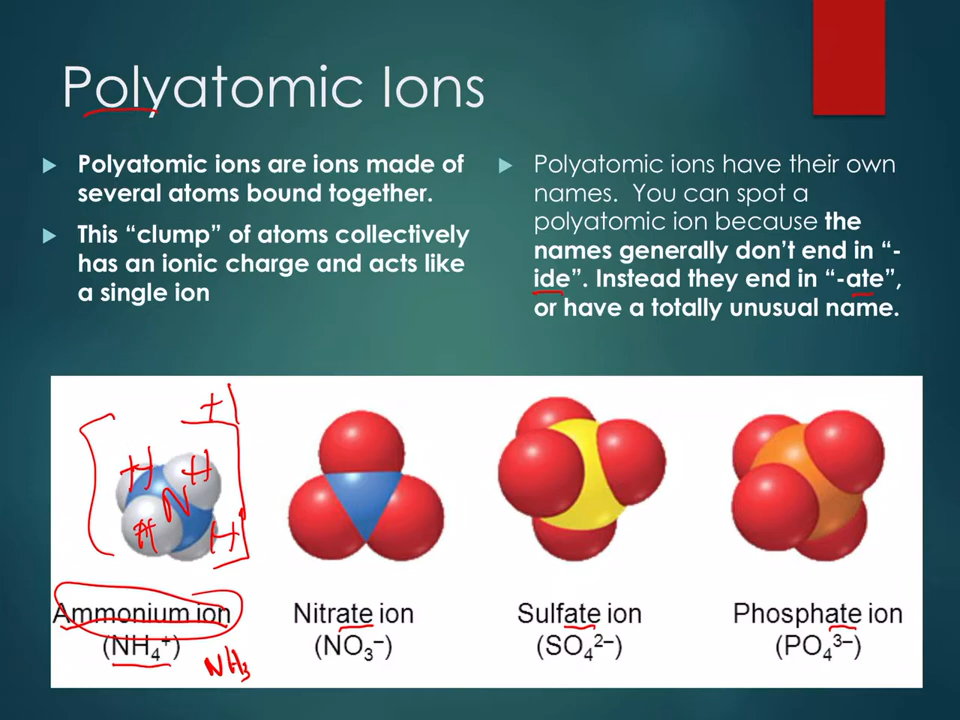 Polyatomic Ions
Polyatomic ions are ions made of
several atoms bound together.
This “clump” of atoms collectively
has an ionic charge and acts like
a single ion
Polyatomic ions have their own
names. You can spot a
polyatomic ion because the
names generally don’t end in “-
ide”. Instead they end in “-ate”,
or have a totally unusual name.
+1
H H
N
H H
Ammonium ion
(NH₄⁺)
NH₃
Nitrate ion
(NO₃⁻)
Sulfate ion
(SO₄²⁻)
Phosphate ion
(PO₄³⁻)